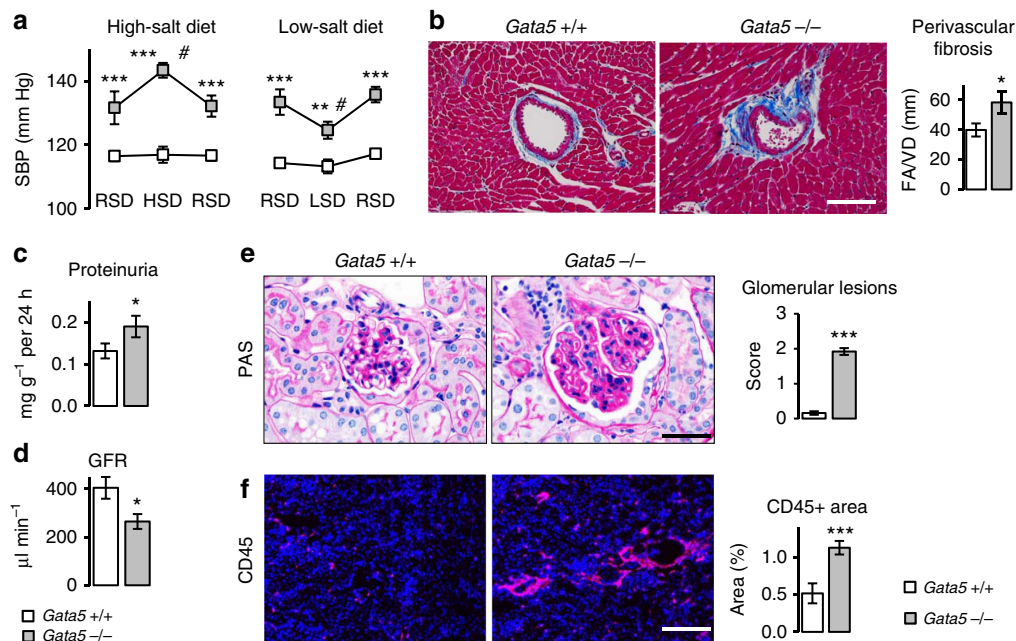 a
High-salt diet
Low-salt diet
SBP (mm Hg)
140
120
100
***
***
#
***
***
**
#
***
RSD HSD RSD
RSD LSD RSD
b
Gata5 +/+
Gata5 –/–
Perivascular
fibrosis
FA/VD (mm)
60
40
20
0
*
c
Proteinuria
mg g⁻¹ per 24 h
0.2
0.1
0.0
*
d
GFR
µl min⁻¹
400
200
0
*
Gata5 +/+
Gata5 –/–
e
Gata5 +/+
Gata5 –/–
PAS
Glomerular lesions
Score
3
2
1
0
***
f
CD45
CD45+ area
Area (%)
1.0
0.5
0.0
***
Gata5 +/+
Gata5 –/–